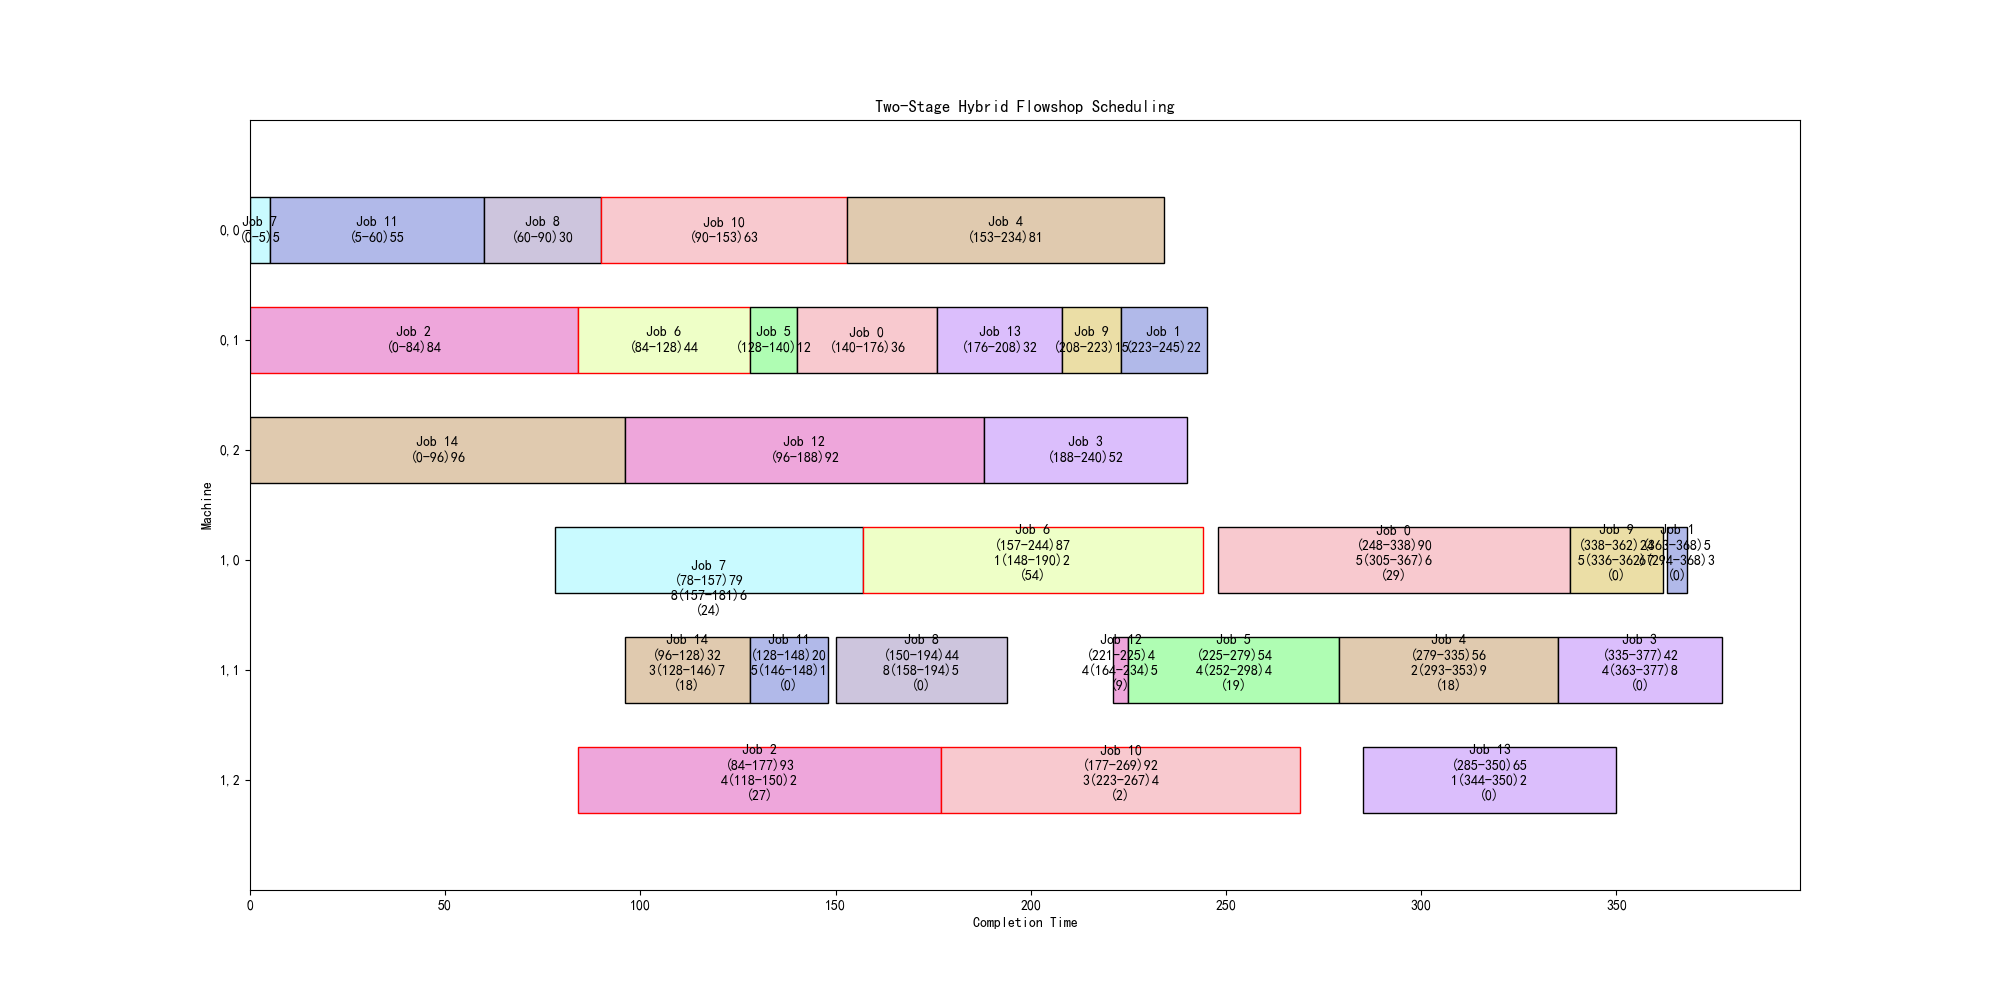 Two-Stage Hybrid Flowshop Scheduling
0,0
Job 7
(0-5)5
Job 11
(5-60)55
Job 8
(60-90)30
Job 10
(90-153)63
Job 4
(153-234)81
0,1
Job 2
(0-84)84
Job 6
(84-128)44
Job 5
(128-140)12
Job 0
(140-176)36
Job 13
(176-208)32
Job 9
(208-223)15
Job 1
(223-245)22
0,2
Job 14
(0-96)96
Job 12
(96-188)92
Job 3
(188-240)52
Machine
1,0
Job 7
(78-157)79
8(157-181)6
(24)
Job 6
(157-244)87
1(148-190)2
(54)
Job 0
(248-338)90
5(305-367)6
(29)
Job 9
(338-362)24
5(336-362)7
(0)
Job 1
(363-368)5
(294-368)3
(0)
1,1
Job 14
(96-128)32
3(128-146)7
(18)
Job 11
(128-148)20
5(146-148)1
(0)
Job 8
(150-194)44
8(158-194)5
(0)
Job 12
(221-225)4
4(164-234)5
(9)
Job 5
(225-279)54
4(252-298)4
(19)
Job 4
(279-335)56
2(293-353)9
(18)
Job 3
(335-377)42
4(363-377)8
(0)
1,2
Job 2
(84-177)93
4(118-150)2
(27)
Job 10
(177-269)92
3(223-267)4
(2)
Job 13
(285-350)65
1(344-350)2
(0)
0
50
100
150
200
250
300
350
Completion Time